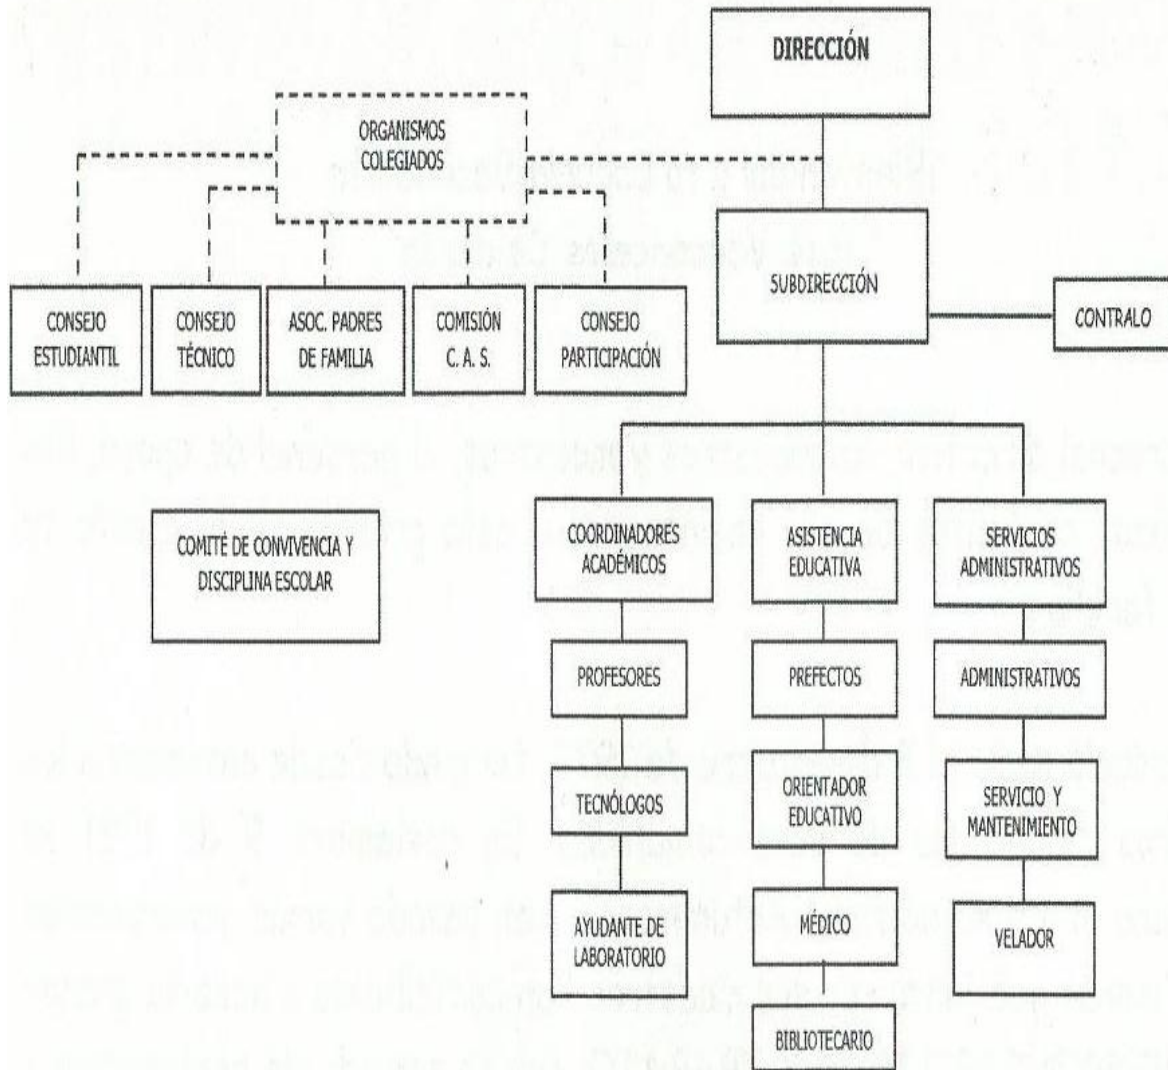 DIRECCIÓN
ORGANISMOS
COLEGIADOS
SUBDIRECCIÓN
CONTRALO
CONSEJO
ESTUDIANTIL
CONSEJO
TÉCNICO
ASOC. PADRES
DE FAMILIA
COMISIÓN
C. A. S.
CONSEJO
PARTICIPACIÓN
COMITÉ DE CONVIVENCIA Y
DISCIPLINA ESCOLAR
COORDINADORES
ACADÉMICOS
ASISTENCIA
EDUCATIVA
SERVICIOS
ADMINISTRATIVOS
PROFESORES
PREFECTOS
ADMINISTRATIVOS
TECNÓLOGOS
ORIENTADOR
EDUCATIVO
SERVICIO Y
MANTENIMIENTO
AYUDANTE DE
LABORATORIO
MÉDICO
VELADOR
BIBLIOTECARIO